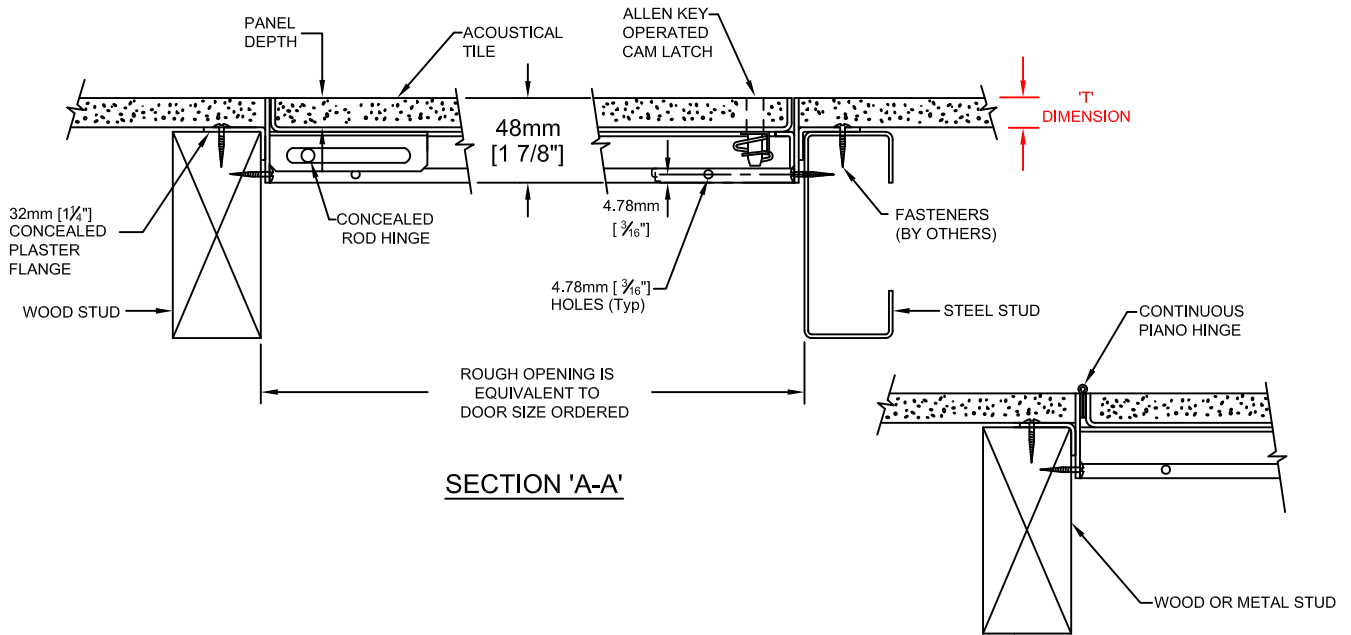 PANEL
DEPTH
ACOUSTICAL
TILE
ALLEN KEY
OPERATED
CAM LATCH
'T'
DIMENSION
48mm
[1 7/8"]
32mm [1¼"]
CONCEALED
PLASTER
FLANGE
CONCEALED
ROD HINGE
4.78mm
[ 3⁄16"]
FASTENERS
(BY OTHERS)
4.78mm [ 3⁄16"]
HOLES (Typ)
WOOD STUD
STEEL STUD
CONTINUOUS
PIANO HINGE
ROUGH OPENING IS
EQUIVALENT TO
DOOR SIZE ORDERED
SECTION 'A-A'
WOOD OR METAL STUD